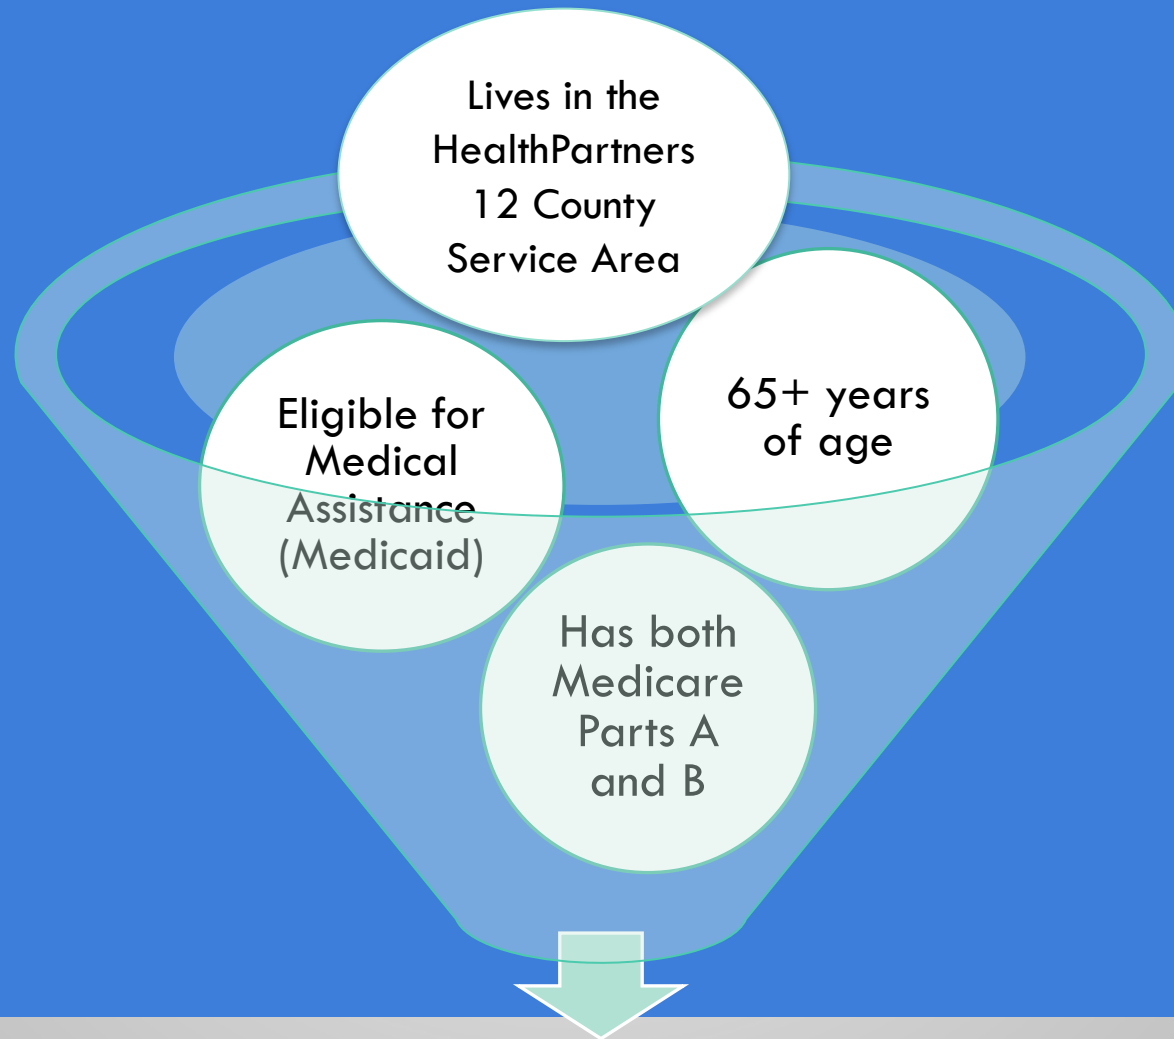 Lives in the
HealthPartners
12 County
Service Area
65+ years
of age
Eligible for
Medical
Assistance
(Medicaid)
Has both
Medicare
Parts A
and B